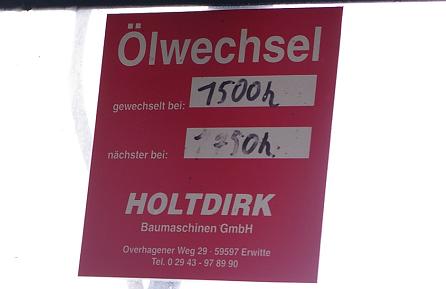 Ölwechsel
gewechselt bei: 1500h
nächster bei:
HOLTDIRK
Baumaschinen GmbH
Overhagener Weg 29 - 59597 Erwitte
Tel. 0 29 43 - 97 89 90